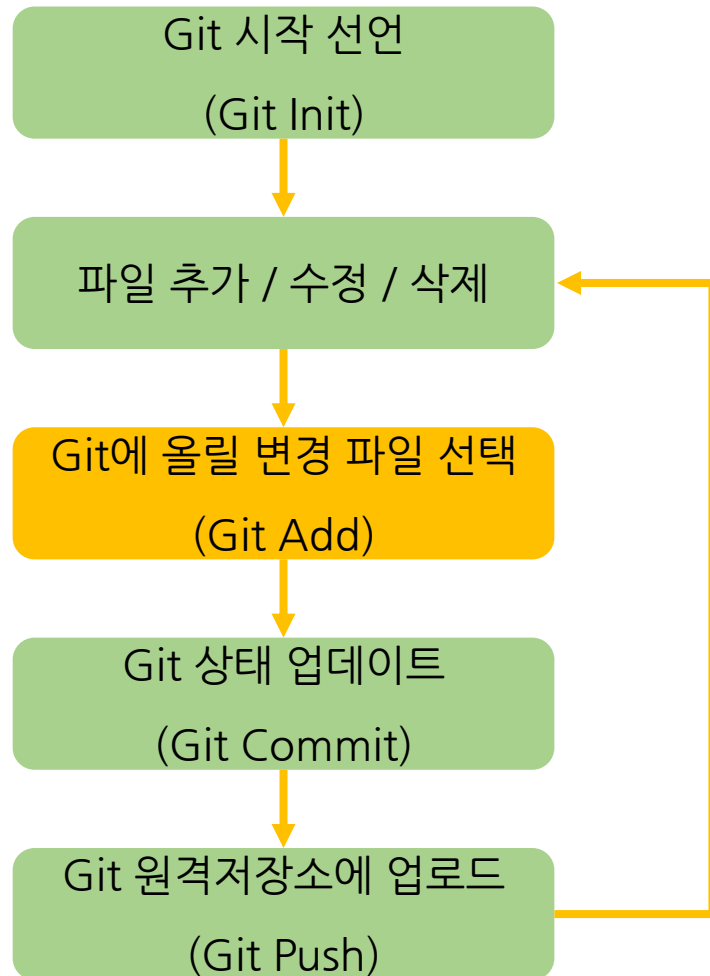 Git 시작 선언
(Git Init)
파일 추가 / 수정 / 삭제
Git에 올릴 변경 파일 선택
(Git Add)
Git 상태 업데이트
(Git Commit)
Git 원격저장소에 업로드
(Git Push)